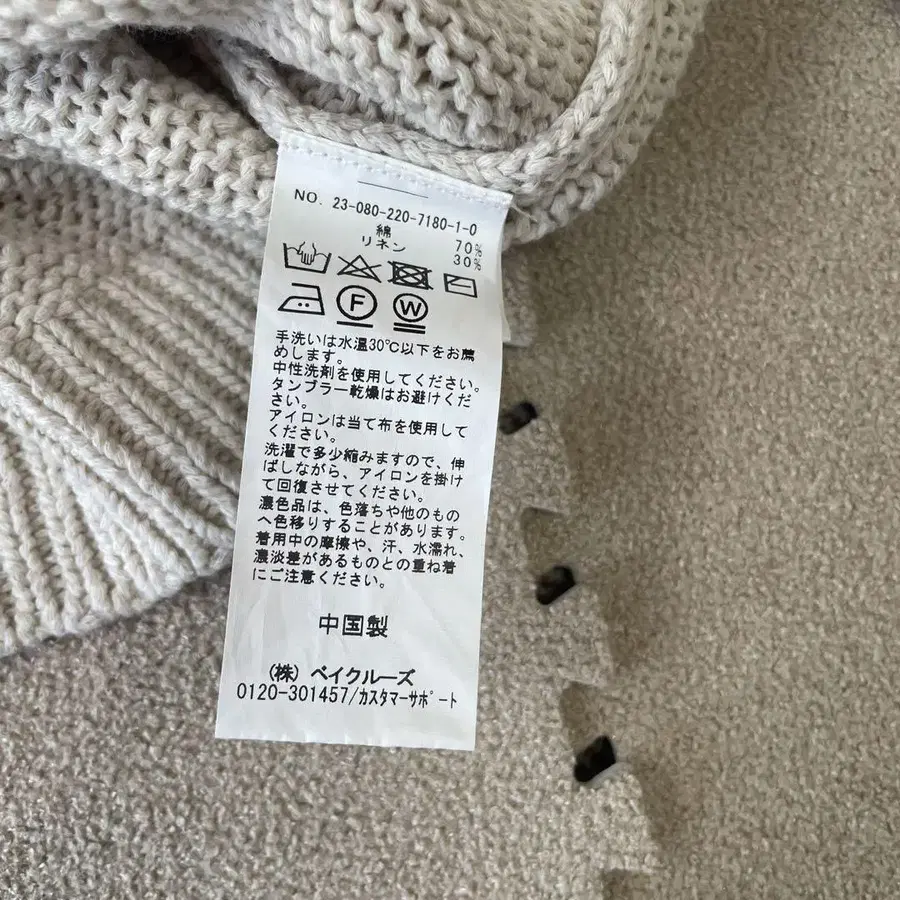 NO. 23-080-220-7180-1-0
綿 70%
リネン 30%
F W
手洗いは水温30℃以下をお薦
めします。
中性洗剤を使用してください。
タンブラー乾燥はお避けくだ
さい。
アイロンは当て布を使用して
ください。
洗濯で多少縮みますので、伸
ばしながら、アイロンを掛け
て回復させてください。
濃色品は、色落ちや他のもの
へ色移りすることがあります。
着用中の摩擦や、汗、水濡れ、
濃淡差があるものとの重ね着
にご注意ください。
中国製
(株) ベイクルーズ
0120-301457/カスタマーサポート